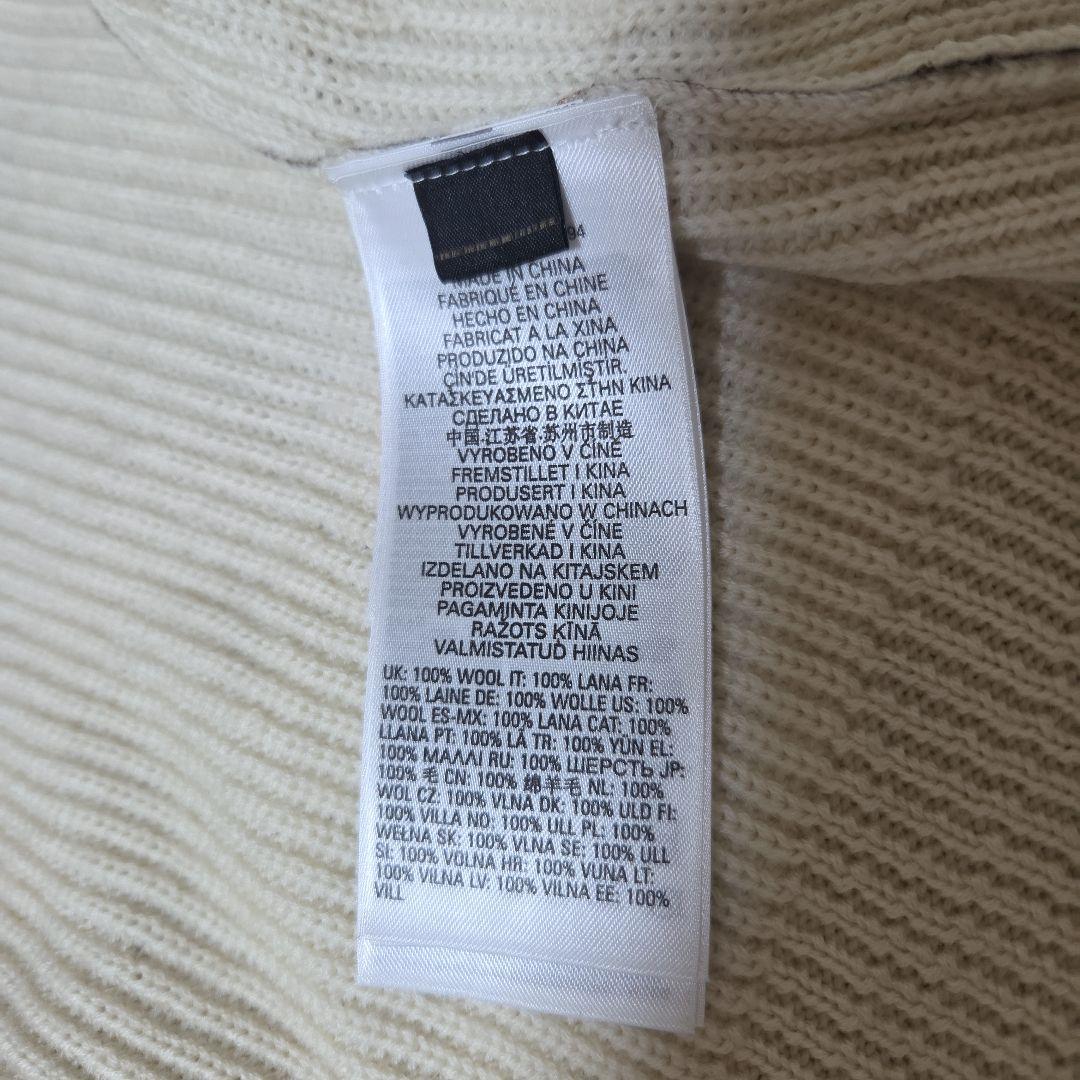 94
MADE IN CHINA
FABRIQUÉ EN CHINE
HECHO EN CHINA
FABRICAT A LA XINA
PRODUZIDO NA CHINA
ÇIN'DE ÜRETILMIŞTIR.
ΚΑΤΑΣΚΕΥΑΣΜΕΝΟ ΣΤΗΝ ΚΙΝΑ
СДЕЛАНО В КИТАЕ
中国.江苏省.苏州市制造
VYROBENO V ČÍNĚ
FREMSTILLET I KINA
PRODUSERT I KINA
WYPRODUKOWANO W CHINACH
VYROBENÉ V ČÍNE
TILLVERKAD I KINA
IZDELANO NA KITAJSKEM
PROIZVEDENO U KINI
PAGAMINTA KINIJOJE
RAŽOTS ĶĪNĀ
VALMISTATUD HIINAS
UK: 100% WOOL IT: 100% LANA FR:
100% LAINE DE: 100% WOLLE US: 100%
WOOL ES-MX: 100% LANA CAT: 100%
LLANA PT: 100% LÃ TR: 100% YÜN EL:
100% ΜΑΛΛΙ RU: 100% ШЕРСТЬ JP:
100% 毛 CN: 100% 绵羊毛 NL: 100%
WOL CZ: 100% VLNA DK: 100% ULD FI:
100% VILLA NO: 100% ULL PL: 100%
WEŁNA SK: 100% VLNA SE: 100% ULL
SI: 100% VOLNA HR: 100% VUNA LT:
100% VILNA LV: 100% VILNA EE: 100%
VILL